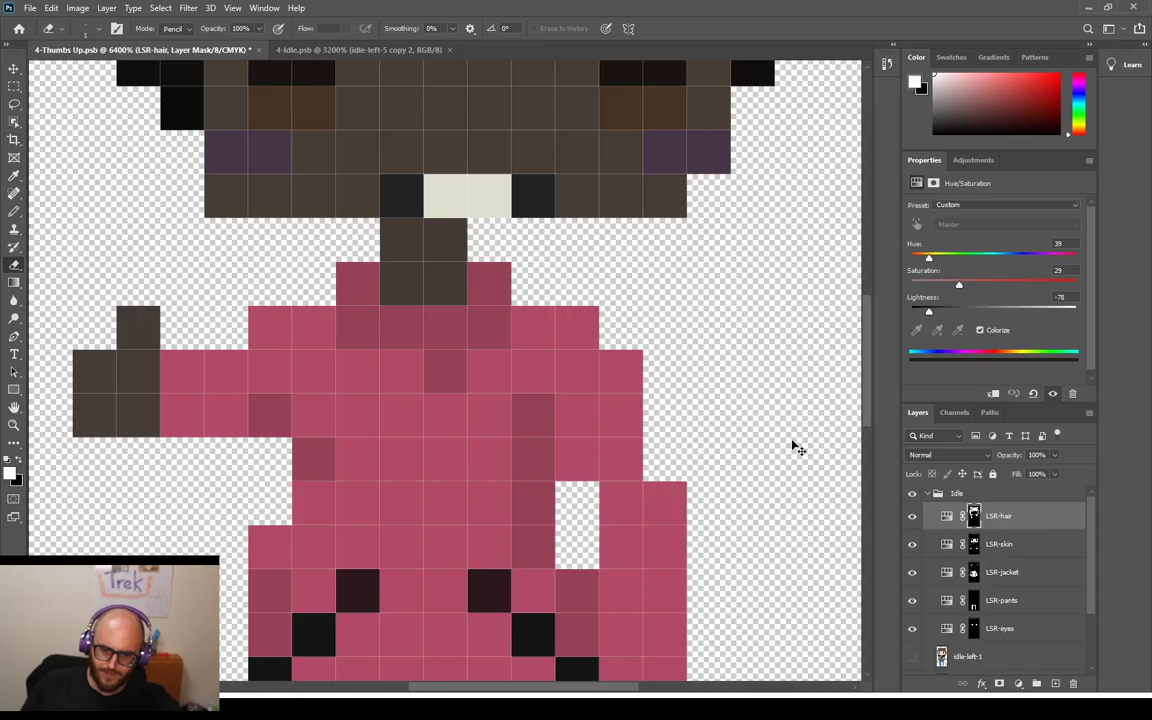 File Edit Image Layer Type Select Filter 3D View Window Help
1 Mode: Pencil Opacity: 100% Flow: Smoothing: 0% 0° Erase to History
4-Thumbs Up.psb @ 6400% (LSR-hair, Layer Mask/8/CMYK) * × 4-Idle.psb @ 3200% (idle-left-5 copy 2, RGB/8) ×
Color Swatches Gradients Patterns
Learn
Properties Adjustments
Hue/Saturation
Preset: Custom
Master
Hue: 39
Saturation: 29
Lightness: -78
Colorize
Layers Channels Paths
Kind
Normal Opacity: 100%
Lock: Fill: 100%
Idle
LSR-hair
LSR-skin
LSR-jacket
LSR-pants
LSR-eyes
idle-left-1
fx
Trek